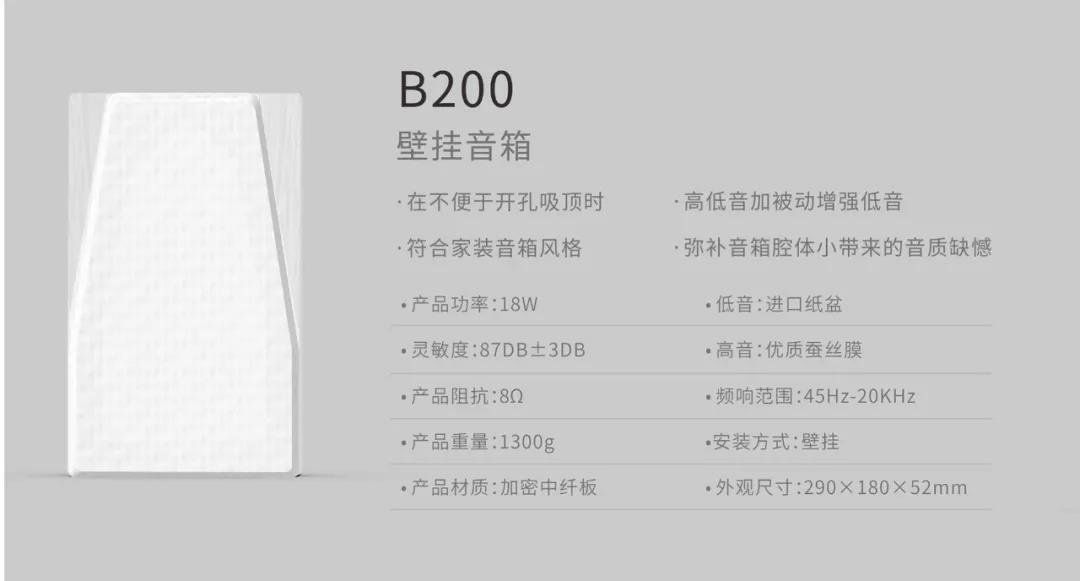 B200
壁挂音箱
·在不便于开孔吸顶时
·高低音加被动增强低音
·符合家装音箱风格
·弥补音箱腔体小带来的音质缺憾
•产品功率:18W
•低音:进口纸盆
•灵敏度:87DB±3DB
•高音:优质蚕丝膜
•产品阻抗:8Ω
•频响范围:45Hz-20KHz
•产品重量:1300g
•安装方式:壁挂
•产品材质:加密中纤板
•外观尺寸:290×180×52mm